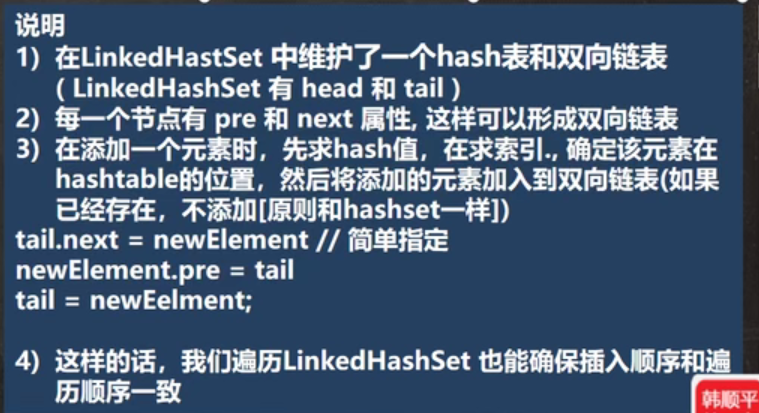 说明
1) 在LinkedHastSet 中维护了一个hash表和双向链表
( LinkedHashSet 有 head 和 tail )
2) 每一个节点有 pre 和 next 属性, 这样可以形成双向链表
3) 在添加一个元素时，先求hash值，在求索引., 确定该元素在
hashtable的位置，然后将添加的元素加入到双向链表(如果
已经存在，不添加[原则和hashset一样])
tail.next = newElement // 简单指定
newElement.pre = tail
tail = newEelment;
4) 这样的话，我们遍历LinkedHashSet 也能确保插入顺序和遍
历顺序一致
韩顺平